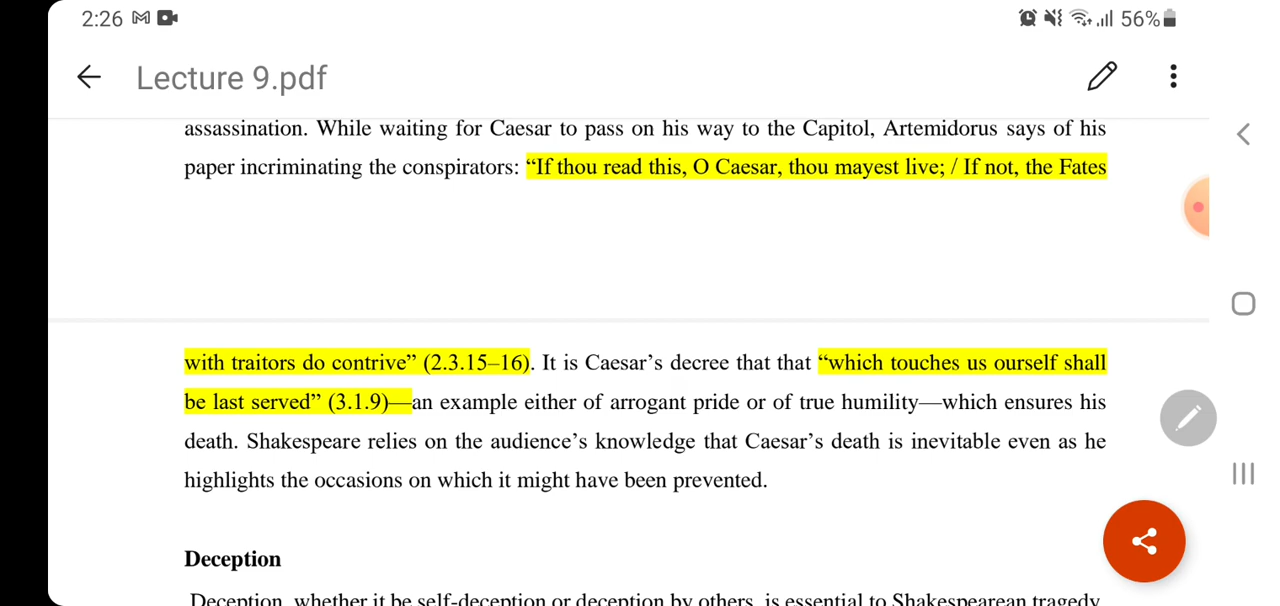 2:26
56%
Lecture 9.pdf
assassination. While waiting for Caesar to pass on his way to the Capitol, Artemidorus says of his
paper incriminating the conspirators: “If thou read this, O Caesar, thou mayest live; / If not, the Fates
with traitors do contrive” (2.3.15–16). It is Caesar’s decree that that “which touches us ourself shall
be last served” (3.1.9)—an example either of arrogant pride or of true humility—which ensures his
death. Shakespeare relies on the audience’s knowledge that Caesar’s death is inevitable even as he
highlights the occasions on which it might have been prevented.
Deception
Deception, whether it be self-deception or deception by others, is essential to Shakespearean tragedy.